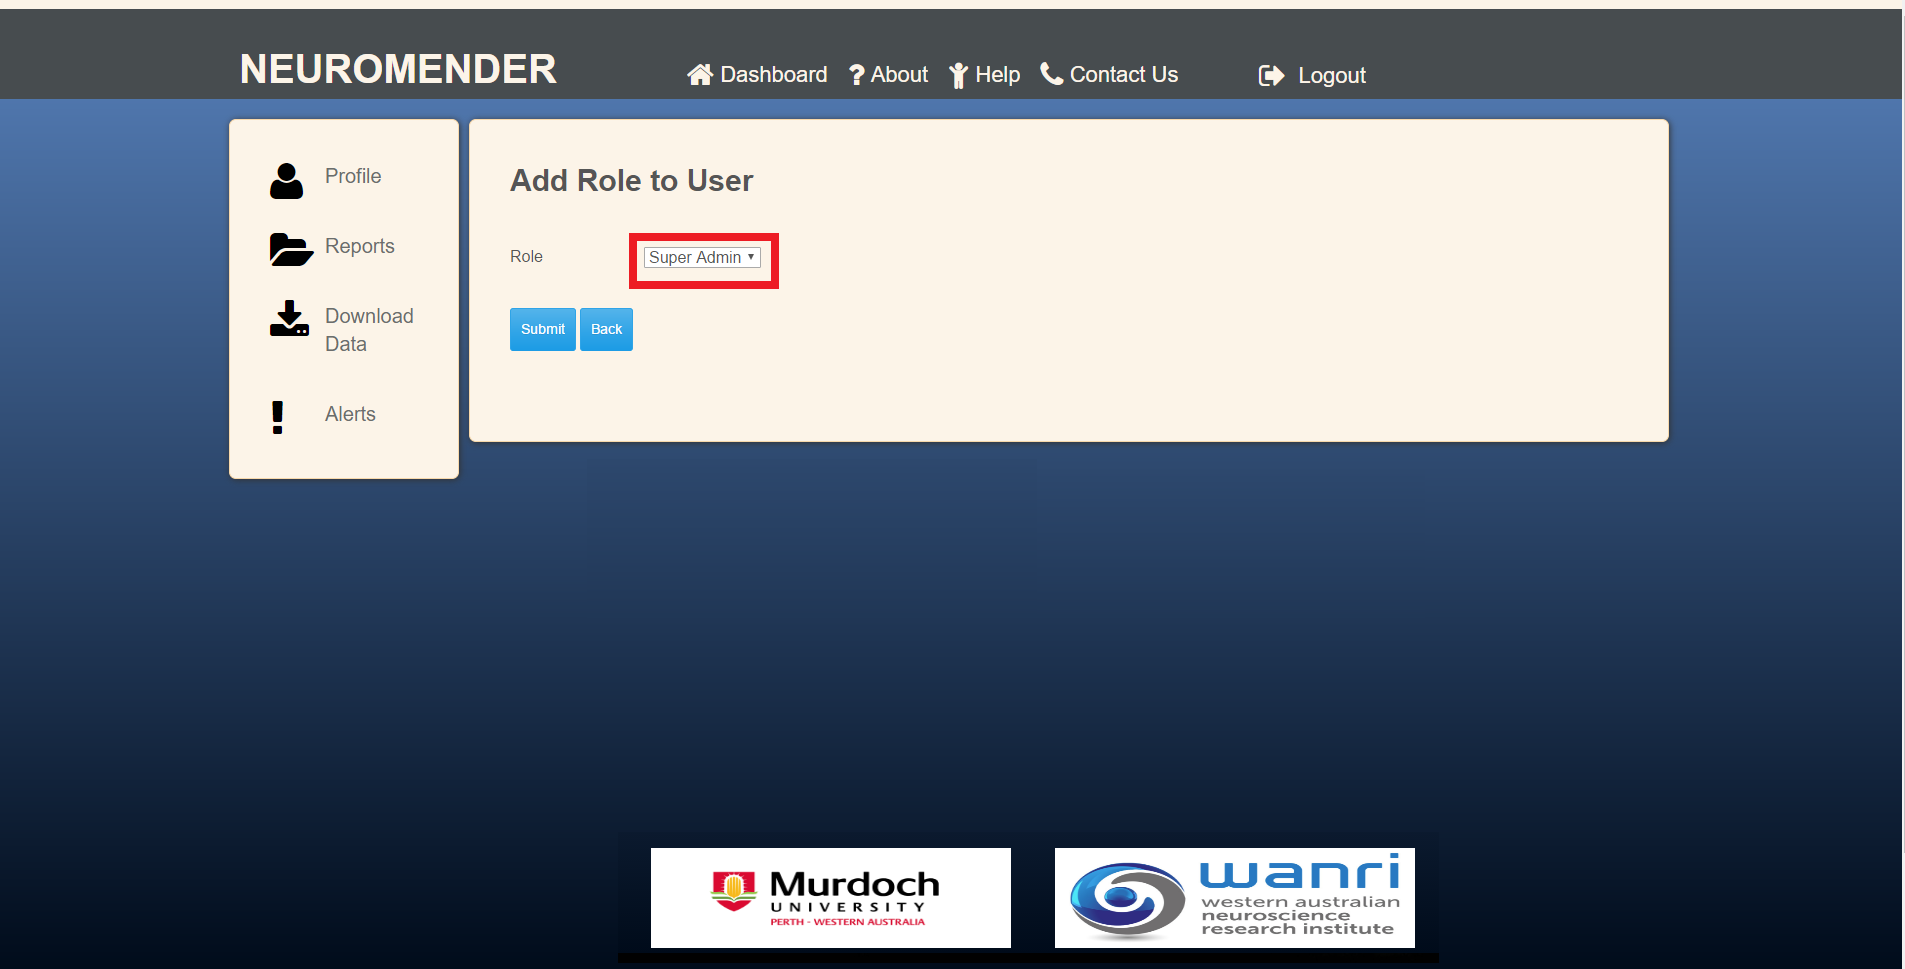 NEUROMENDER
Dashboard ? About Help Contact Us Logout
Profile
Reports
Download
Data
! Alerts
Add Role to User
Role Super Admin
Submit Back
Murdoch
UNIVERSITY
PERTH - WESTERN AUSTRALIA
wanri
western australian
neuroscience
research institute